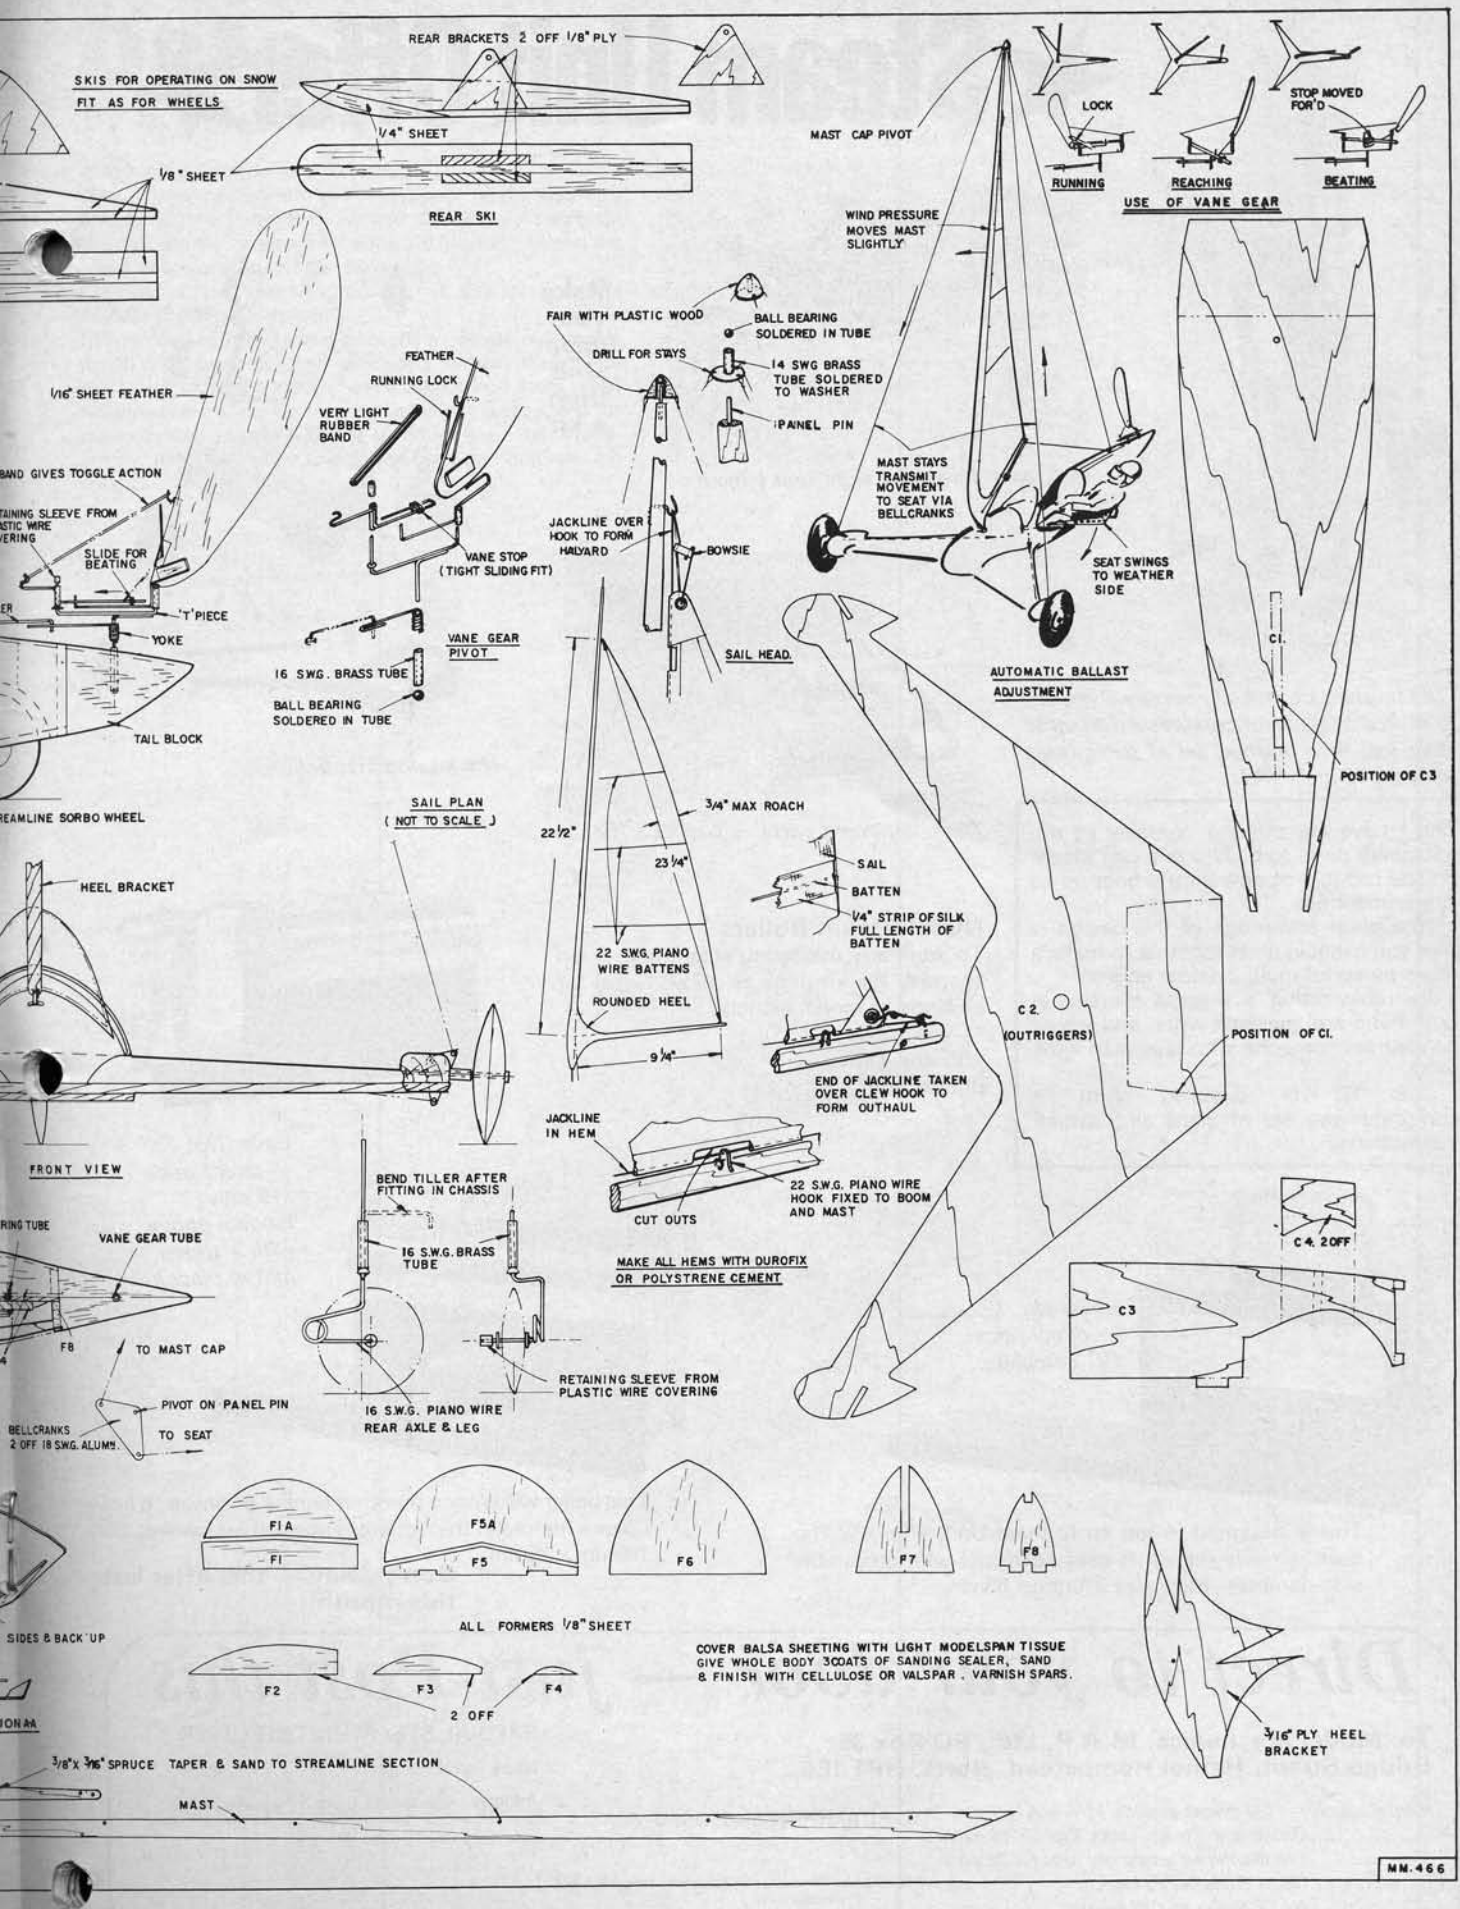 REAR BRACKETS 2 OFF 1/8" PLY
SKIS FOR OPERATING ON SNOW
FIT AS FOR WHEELS
1/4" SHEET
1/8" SHEET
REAR SKI
MAST CAP PIVOT
LOCK
STOP MOVED
FOR'D
RUNNING
REACHING
BEATING
USE OF VANE GEAR
WIND PRESSURE
MOVES MAST
SLIGHTLY
FAIR WITH PLASTIC WOOD
BALL BEARING
SOLDERED IN TUBE
DRILL FOR STAYS
14 SWG BRASS
TUBE SOLDERED
TO WASHER
PANEL PIN
FEATHER
RUNNING LOCK
1/16" SHEET FEATHER
VERY LIGHT
RUBBER
BAND
BAND GIVES TOGGLE ACTION
TAINING SLEEVE FROM
ASTIC WIRE
VERING
SLIDE FOR
BEATING
'T' PIECE
YOKE
TAIL BLOCK
VANE STOP
(TIGHT SLIDING FIT)
VANE GEAR
PIVOT
16 SWG. BRASS TUBE
BALL BEARING
SOLDERED IN TUBE
JACKLINE OVER
HOOK TO FORM
HALYARD
BOWSIE
SAIL HEAD.
MAST STAYS
TRANSMIT
MOVEMENT
TO SEAT VIA
BELLCRANKS
SEAT SWINGS
TO WEATHER
SIDE
AUTOMATIC BALLAST
ADJUSTMENT
C1.
POSITION OF C3
REAMLINE SORBO WHEEL
SAIL PLAN
(NOT TO SCALE)
22 1/2"
3/4" MAX ROACH
23 1/4"
22 S.W.G. PIANO
WIRE BATTENS
ROUNDED HEEL
9 1/4"
SAIL
BATTEN
1/4" STRIP OF SILK
FULL LENGTH OF
BATTEN
HEEL BRACKET
FRONT VIEW
C 2.
(OUTRIGGERS)
POSITION OF C1.
END OF JACKLINE TAKEN
OVER CLEW HOOK TO
FORM OUTHAUL
JACKLINE
IN HEM
CUT OUTS
22 S.W.G. PIANO WIRE
HOOK FIXED TO BOOM
AND MAST
MAKE ALL HEMS WITH DUROFIX
OR POLYSTRENE CEMENT
BEND TILLER AFTER
FITTING IN CHASSIS
16 S.W.G. BRASS
TUBE
RING TUBE
VANE GEAR TUBE
F8
TO MAST CAP
PIVOT ON PANEL PIN
TO SEAT
BELLCRANKS
2 OFF 18 S.W.G. ALUMN.
RETAINING SLEEVE FROM
PLASTIC WIRE COVERING
16 S.W.G. PIANO WIRE
REAR AXLE & LEG
C 4. 2 OFF
C3
F1A
F1
F5A
F5
F6
F7
F8
ALL FORMERS 1/8" SHEET
SIDES & BACK UP
F2
F3
F4
2 OFF
COVER BALSA SHEETING WITH LIGHT MODELSPAN TISSUE
GIVE WHOLE BODY 3COATS OF SANDING SEALER, SAND
& FINISH WITH CELLULOSE OR VALSPAR . VARNISH SPARS.
3/16" PLY HEEL
BRACKET
ION AA
3/8" X 3/16" SPRUCE TAPER & SAND TO STREAMLINE SECTION
MAST
MM.466